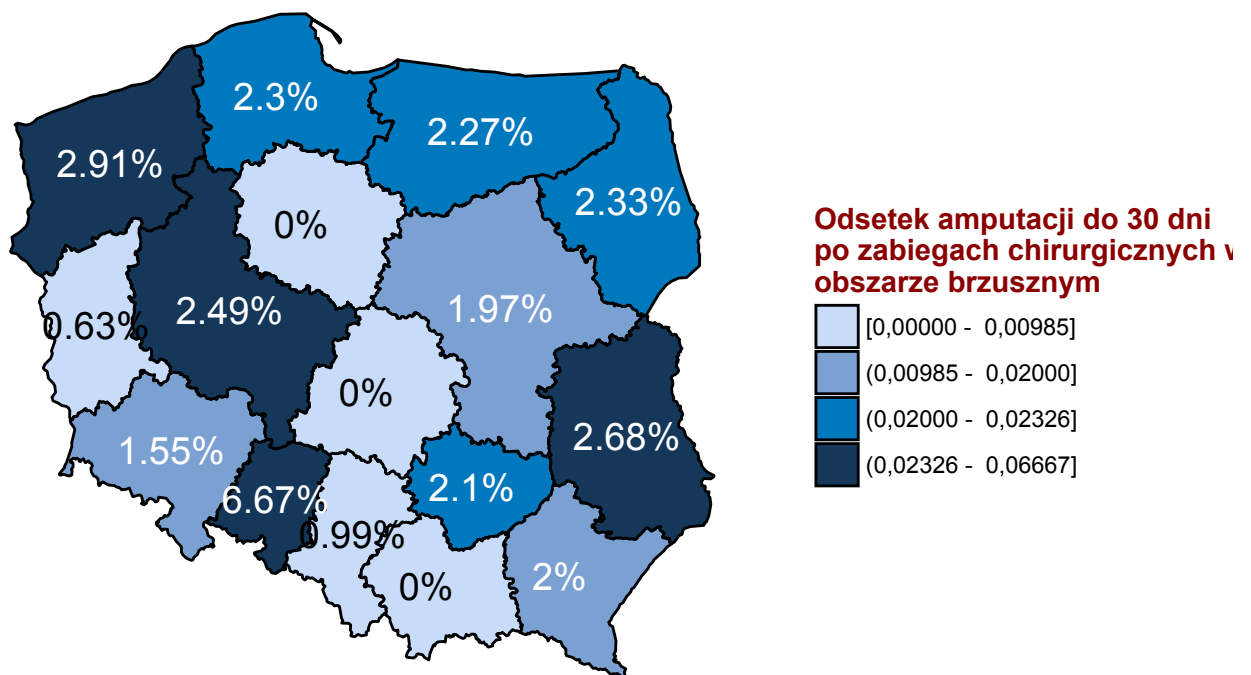 2.3%
2.27%
2.91%
2.33%
0%
0.63%
2.49%
1.97%
0%
2.68%
1.55%
6.67%
2.1%
0.99%
0%
2%
Odsetek amputacji do 30 dni
po zabiegach chirurgicznych w
obszarze brzusznym
[0,00000 - 0,00985]
(0,00985 - 0,02000]
(0,02000 - 0,02326]
(0,02326 - 0,06667]